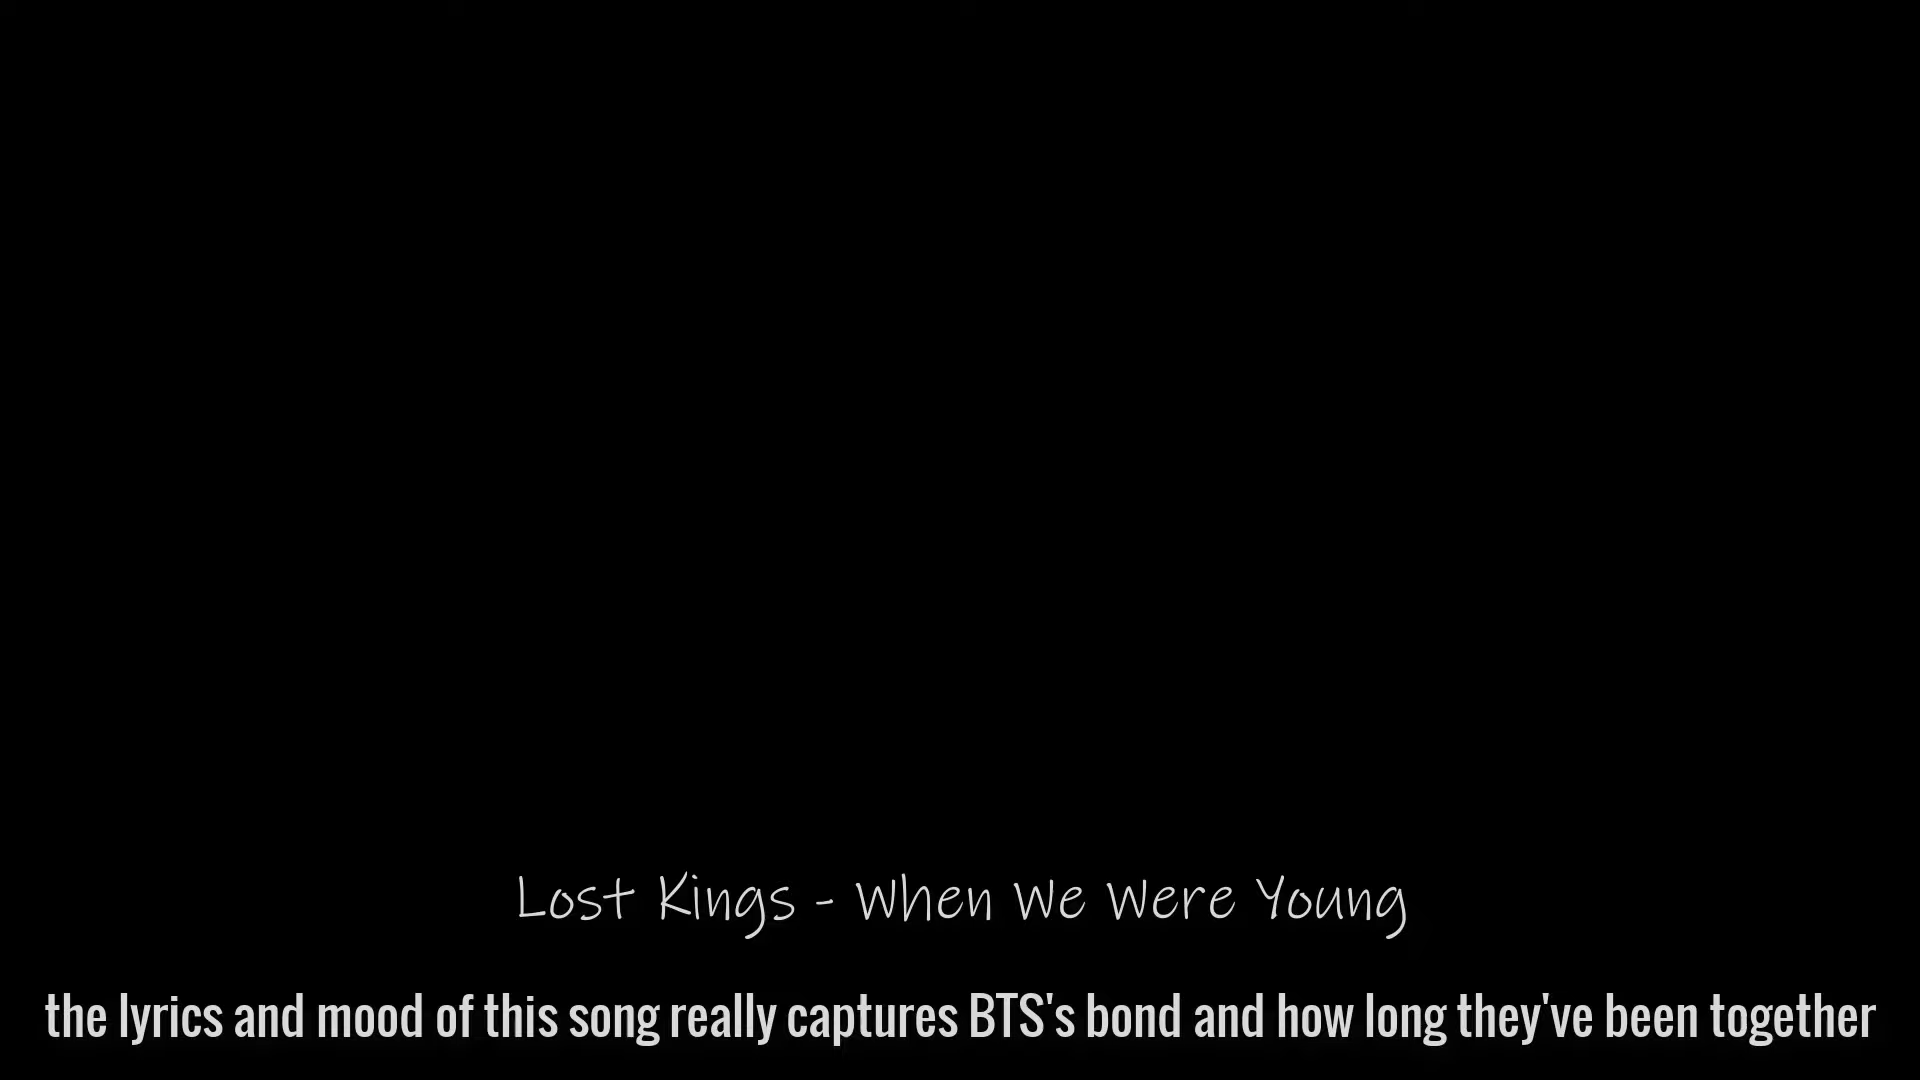 Lost Kings - When We Were Young
the lyrics and mood of this song really captures BTS's bond and how long they've been together